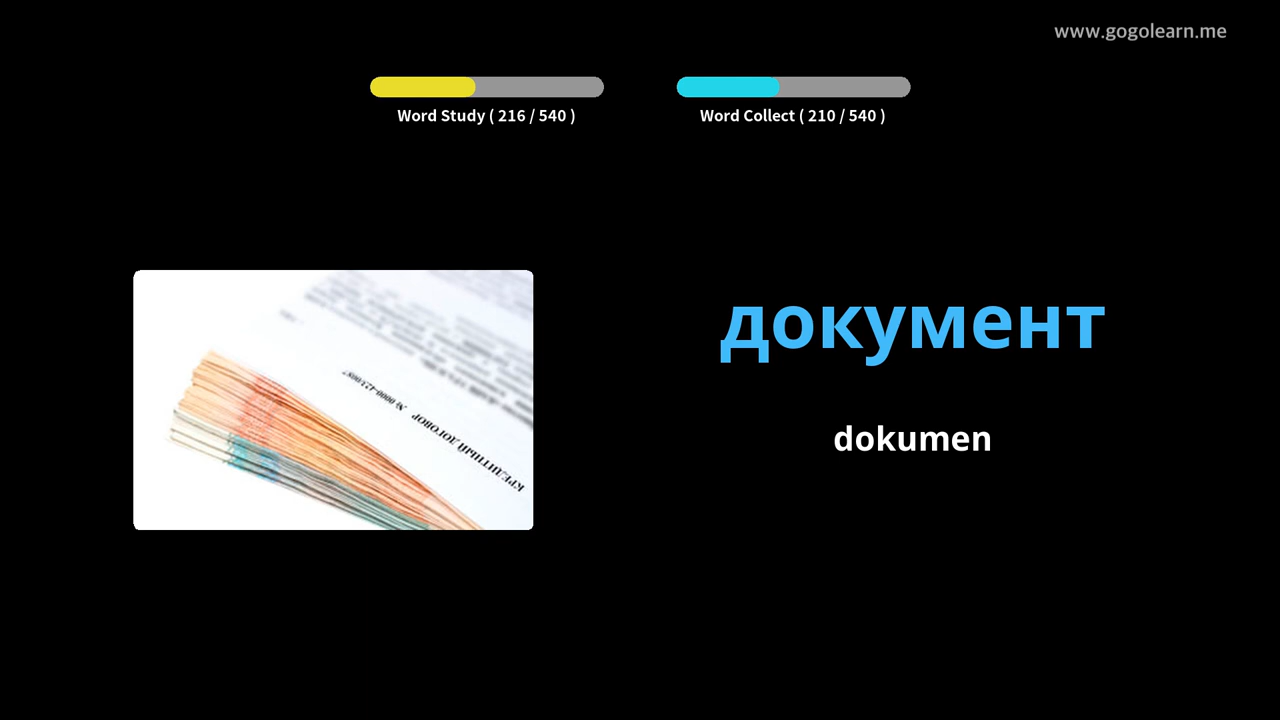 www.gogolearn.me
Word Study ( 216 / 540 )
Word Collect ( 210 / 540 )
документ
dokumen
КРЕДИТНЫЙ ДОГОВОР